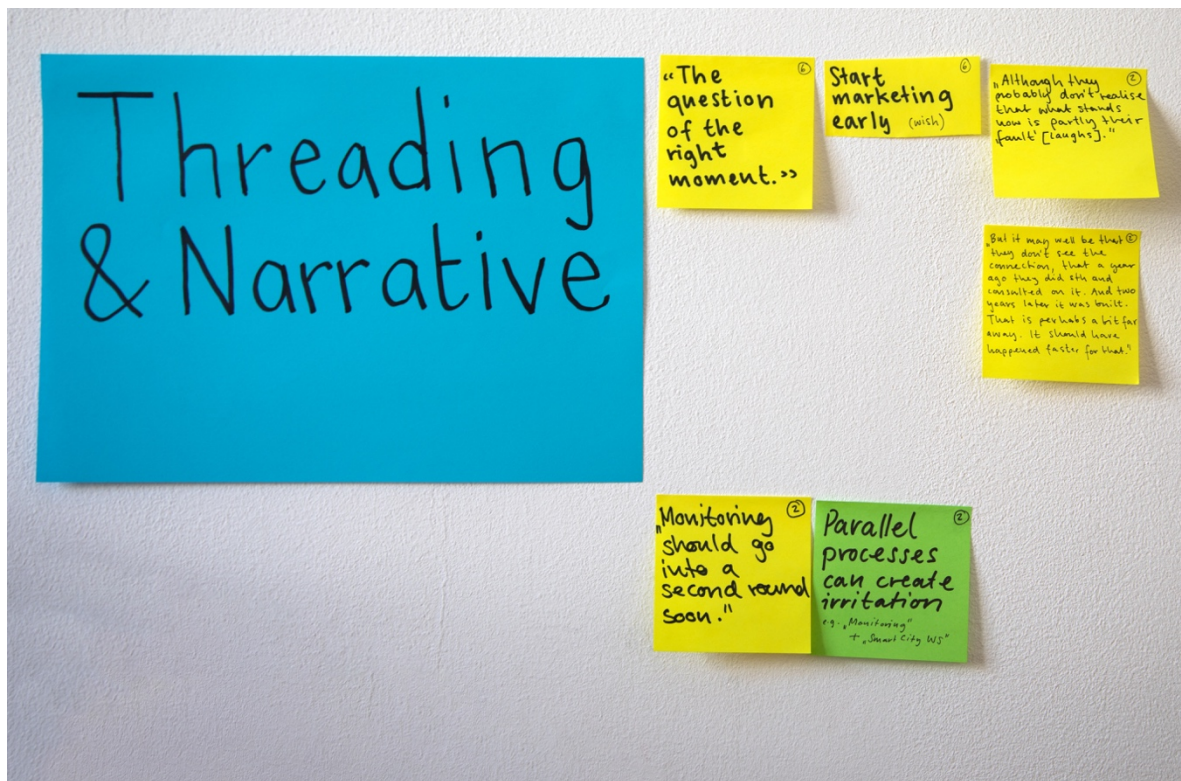 Threading
& Narrative
«The
question
of the
right
moment.»
6
Start
marketing
early (wish)
6
„Although they
probably don't realise
that what stands
now is partly their
fault' [laughs]."
2
„But it may well be that
they don't see the
connection, that a year
ago they did sth and
consulted on it. And two
years later it was built.
That is perhabs a bit far
away. It should have
happened faster for that."
2
„Monitoring
should go
into a
second round
soon."
2
Parallel
processes
can create
irritation
e.g. „Monitoring"
+ „Smart City WS"
2